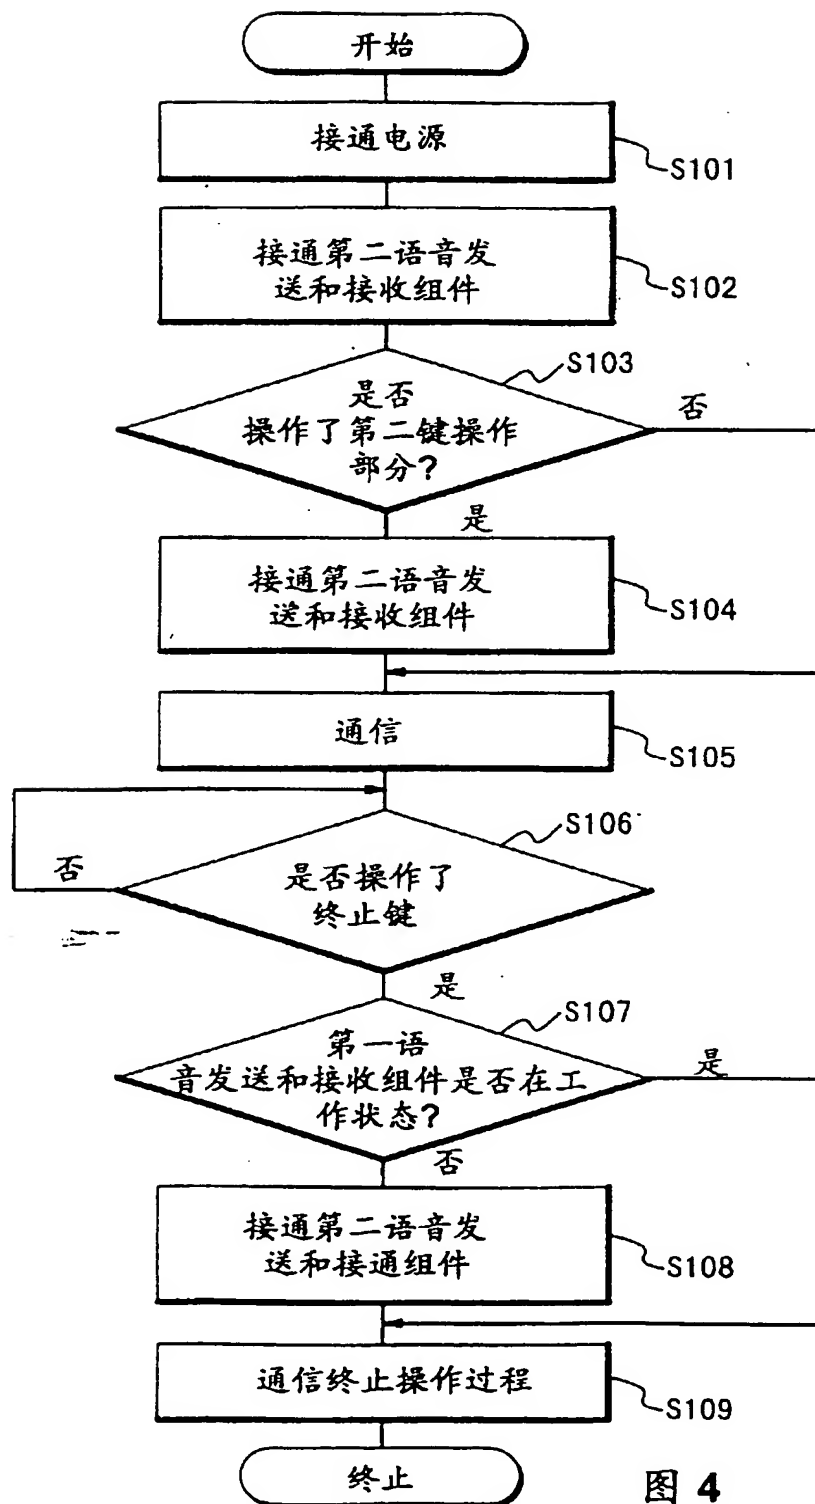 开始
接通电源
S101
接通第二语音发
送和接收组件
S102
S103
是否
操作了第二键操作
部分?
否
是
接通第二语音发
送和接收组件
S104
通信
S105
S106
是否操作了
终止键
否
是
S107
第一语
音发送和接收组件是否在工
作状态?
是
否
接通第二语音发
送和接通组件
S108
通信终止操作过程
S109
终止
图 4